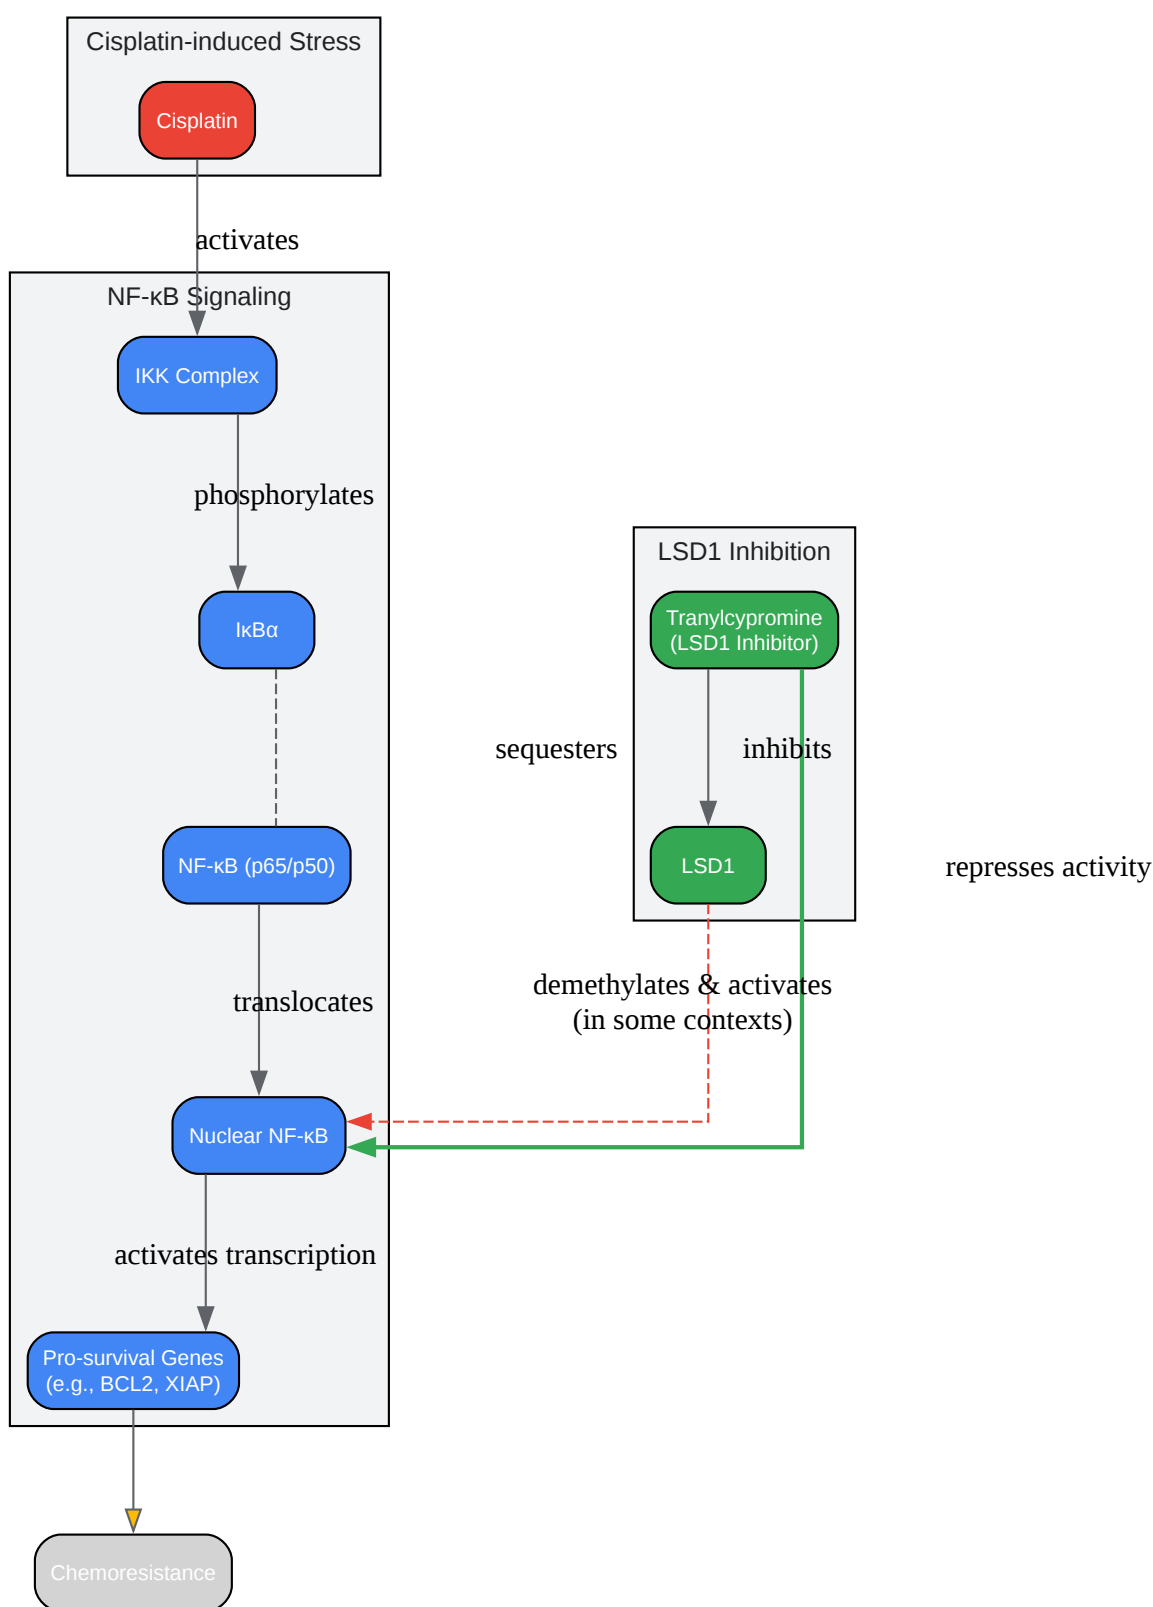 Cisplatin-induced Stress
Cisplatin
activates
NF-κB Signaling
IKK Complex
phosphorylates
LSD1 Inhibition
Tranylcypromine
(LSD1 Inhibitor)
IκBα
sequesters
inhibits
NF-κB (p65/p50)
LSD1
represses activity
demethylates & activates
(in some contexts)
translocates
Nuclear NF-κB
activates transcription
Pro-survival Genes
(e.g., BCL2, XIAP)
Chemoresistance